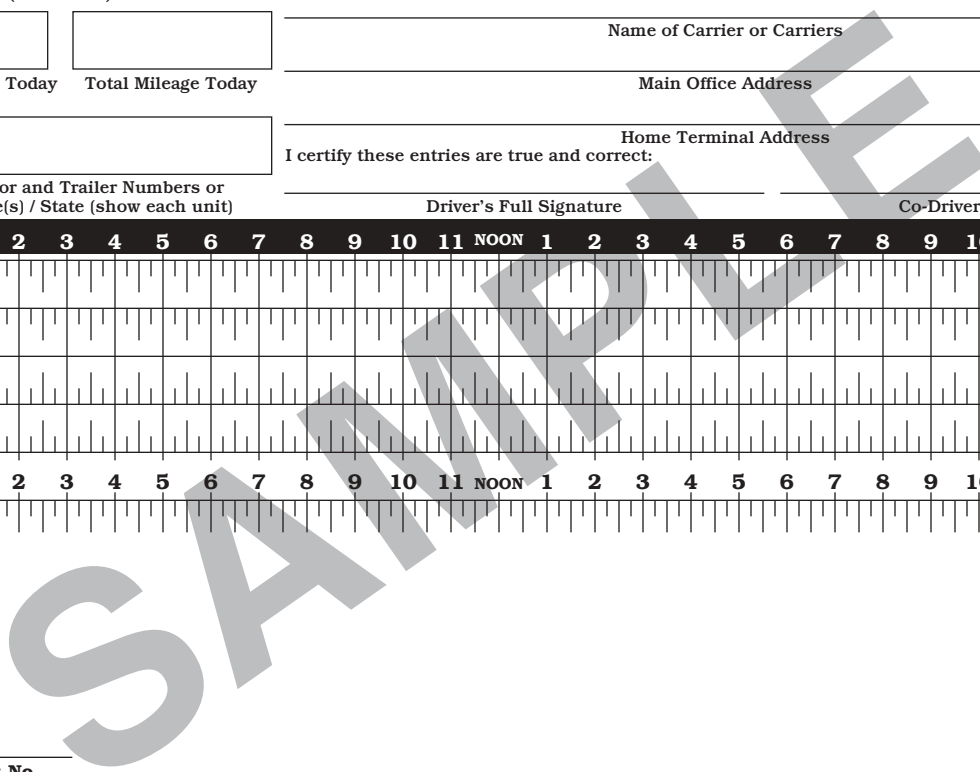 Name of Carrier or Carriers
Today Total Mileage Today Main Office Address
Home Terminal Address
I certify these entries are true and correct:
or and Trailer Numbers or
e(s) / State (show each unit) Driver's Full Signature Co-Driver
2 3 4 5 6 7 8 9 10 11 NOON 1 2 3 4 5 6 7 8 9
2 3 4 5 6 7 8 9 10 11 NOON 1 2 3 4 5 6 7 8 9
SAMPLE
No.